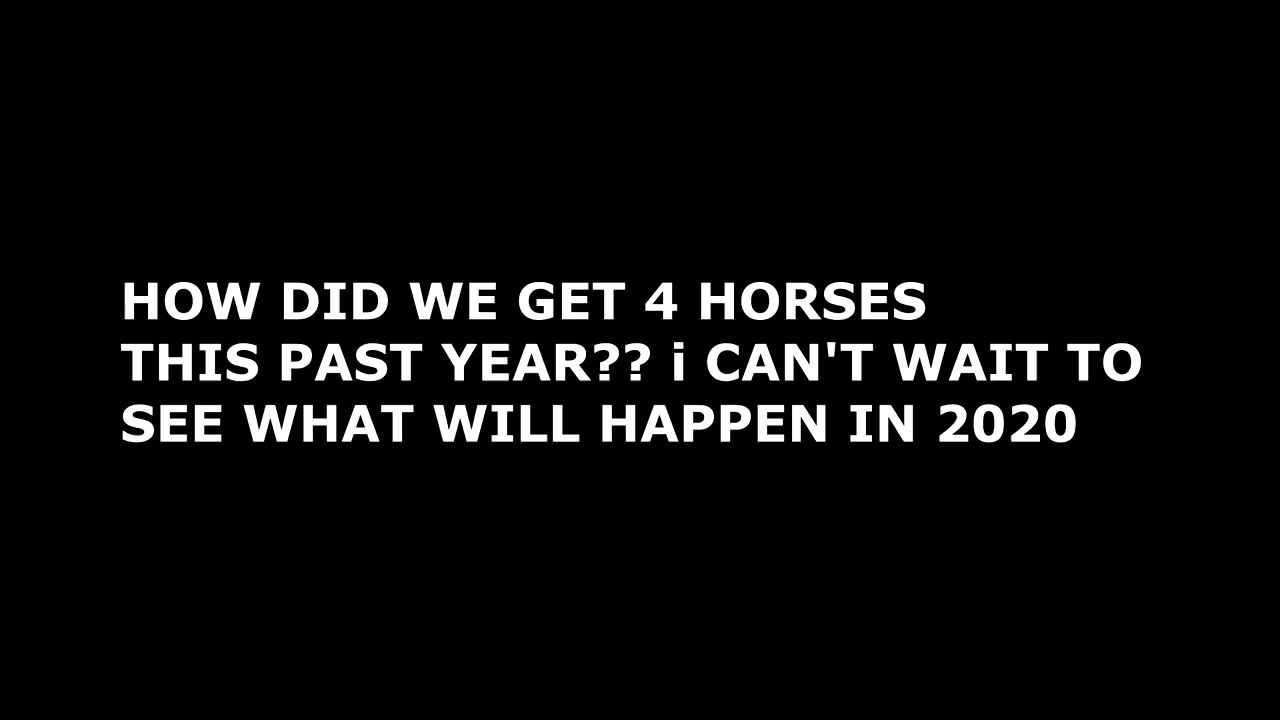 HOW DID WE GET 4 HORSES
THIS PAST YEAR?? i CAN'T WAIT TO
SEE WHAT WILL HAPPEN IN 2020